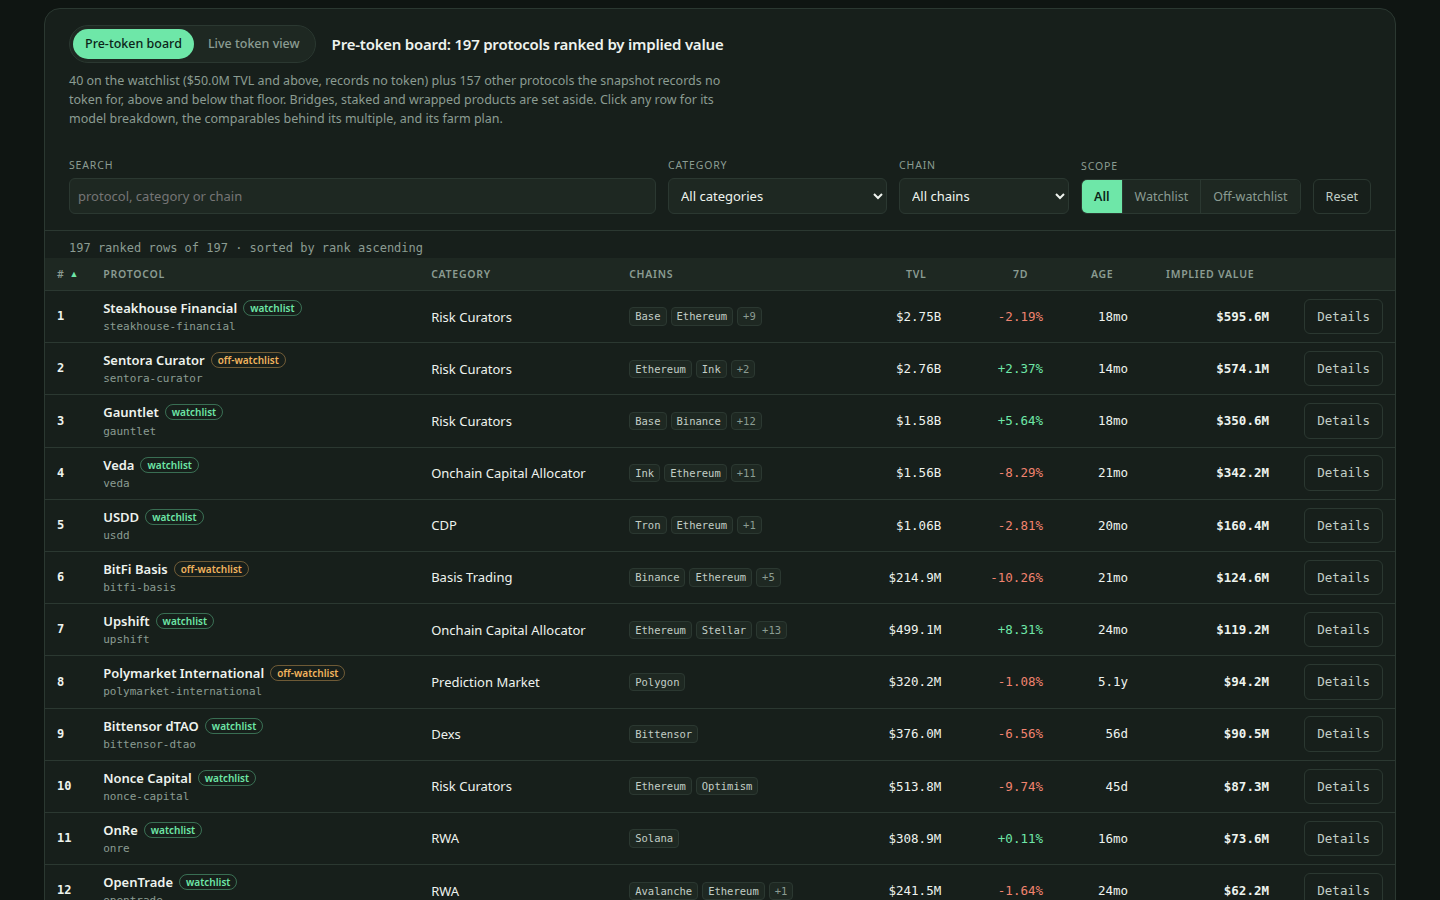 Pre-token board Live token view Pre-token board: 197 protocols ranked by implied value
40 on the watchlist ($50.0M TVL and above, records no token) plus 157 other protocols the snapshot records no
token for, above and below that floor. Bridges, staked and wrapped products are set aside. Click any row for its
model breakdown, the comparables behind its multiple, and its farm plan.
SEARCH CATEGORY CHAIN SCOPE
protocol, category or chain All categories All chains All Watchlist Off-watchlist Reset
197 ranked rows of 197 · sorted by rank ascending
# ▲ PROTOCOL CATEGORY CHAINS TVL 7D AGE IMPLIED VALUE
1 Steakhouse Financial watchlist Risk Curators Base Ethereum +9 $2.75B -2.19% 18mo $595.6M Details
steakhouse-financial
2 Sentora Curator off-watchlist Risk Curators Ethereum Ink +2 $2.76B +2.37% 14mo $574.1M Details
sentora-curator
3 Gauntlet watchlist Risk Curators Base Binance +12 $1.58B +5.64% 18mo $350.6M Details
gauntlet
4 Veda watchlist Onchain Capital Allocator Ink Ethereum +11 $1.56B -8.29% 21mo $342.2M Details
veda
5 USDD watchlist CDP Tron Ethereum +1 $1.06B -2.81% 20mo $160.4M Details
usdd
6 BitFi Basis off-watchlist Basis Trading Binance Ethereum +5 $214.9M -10.26% 21mo $124.6M Details
bitfi-basis
7 Upshift watchlist Onchain Capital Allocator Ethereum Stellar +13 $499.1M +8.31% 24mo $119.2M Details
upshift
8 Polymarket International off-watchlist Prediction Market Polygon $320.2M -1.08% 5.1y $94.2M Details
polymarket-international
9 Bittensor dTAO watchlist Dexs Bittensor $376.0M -6.56% 56d $90.5M Details
bittensor-dtao
10 Nonce Capital watchlist Risk Curators Ethereum Optimism $513.8M -9.74% 45d $87.3M Details
nonce-capital
11 OnRe watchlist RWA Solana $308.9M +0.11% 16mo $73.6M Details
onre
12 OpenTrade watchlist RWA Avalanche Ethereum +1 $241.5M -1.64% 24mo $62.2M Details